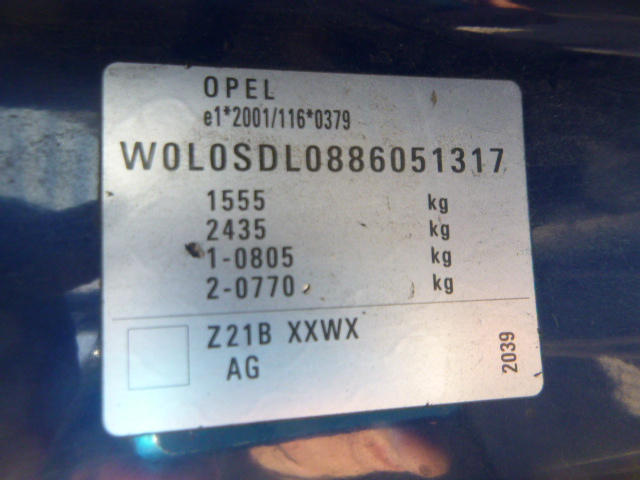 OPEL
e1*2001/116*0379
W0L0SDL0886051317
1555 kg
2435 kg
1-0805 kg
2-0770 kg
Z21B XXWX
AG
2039